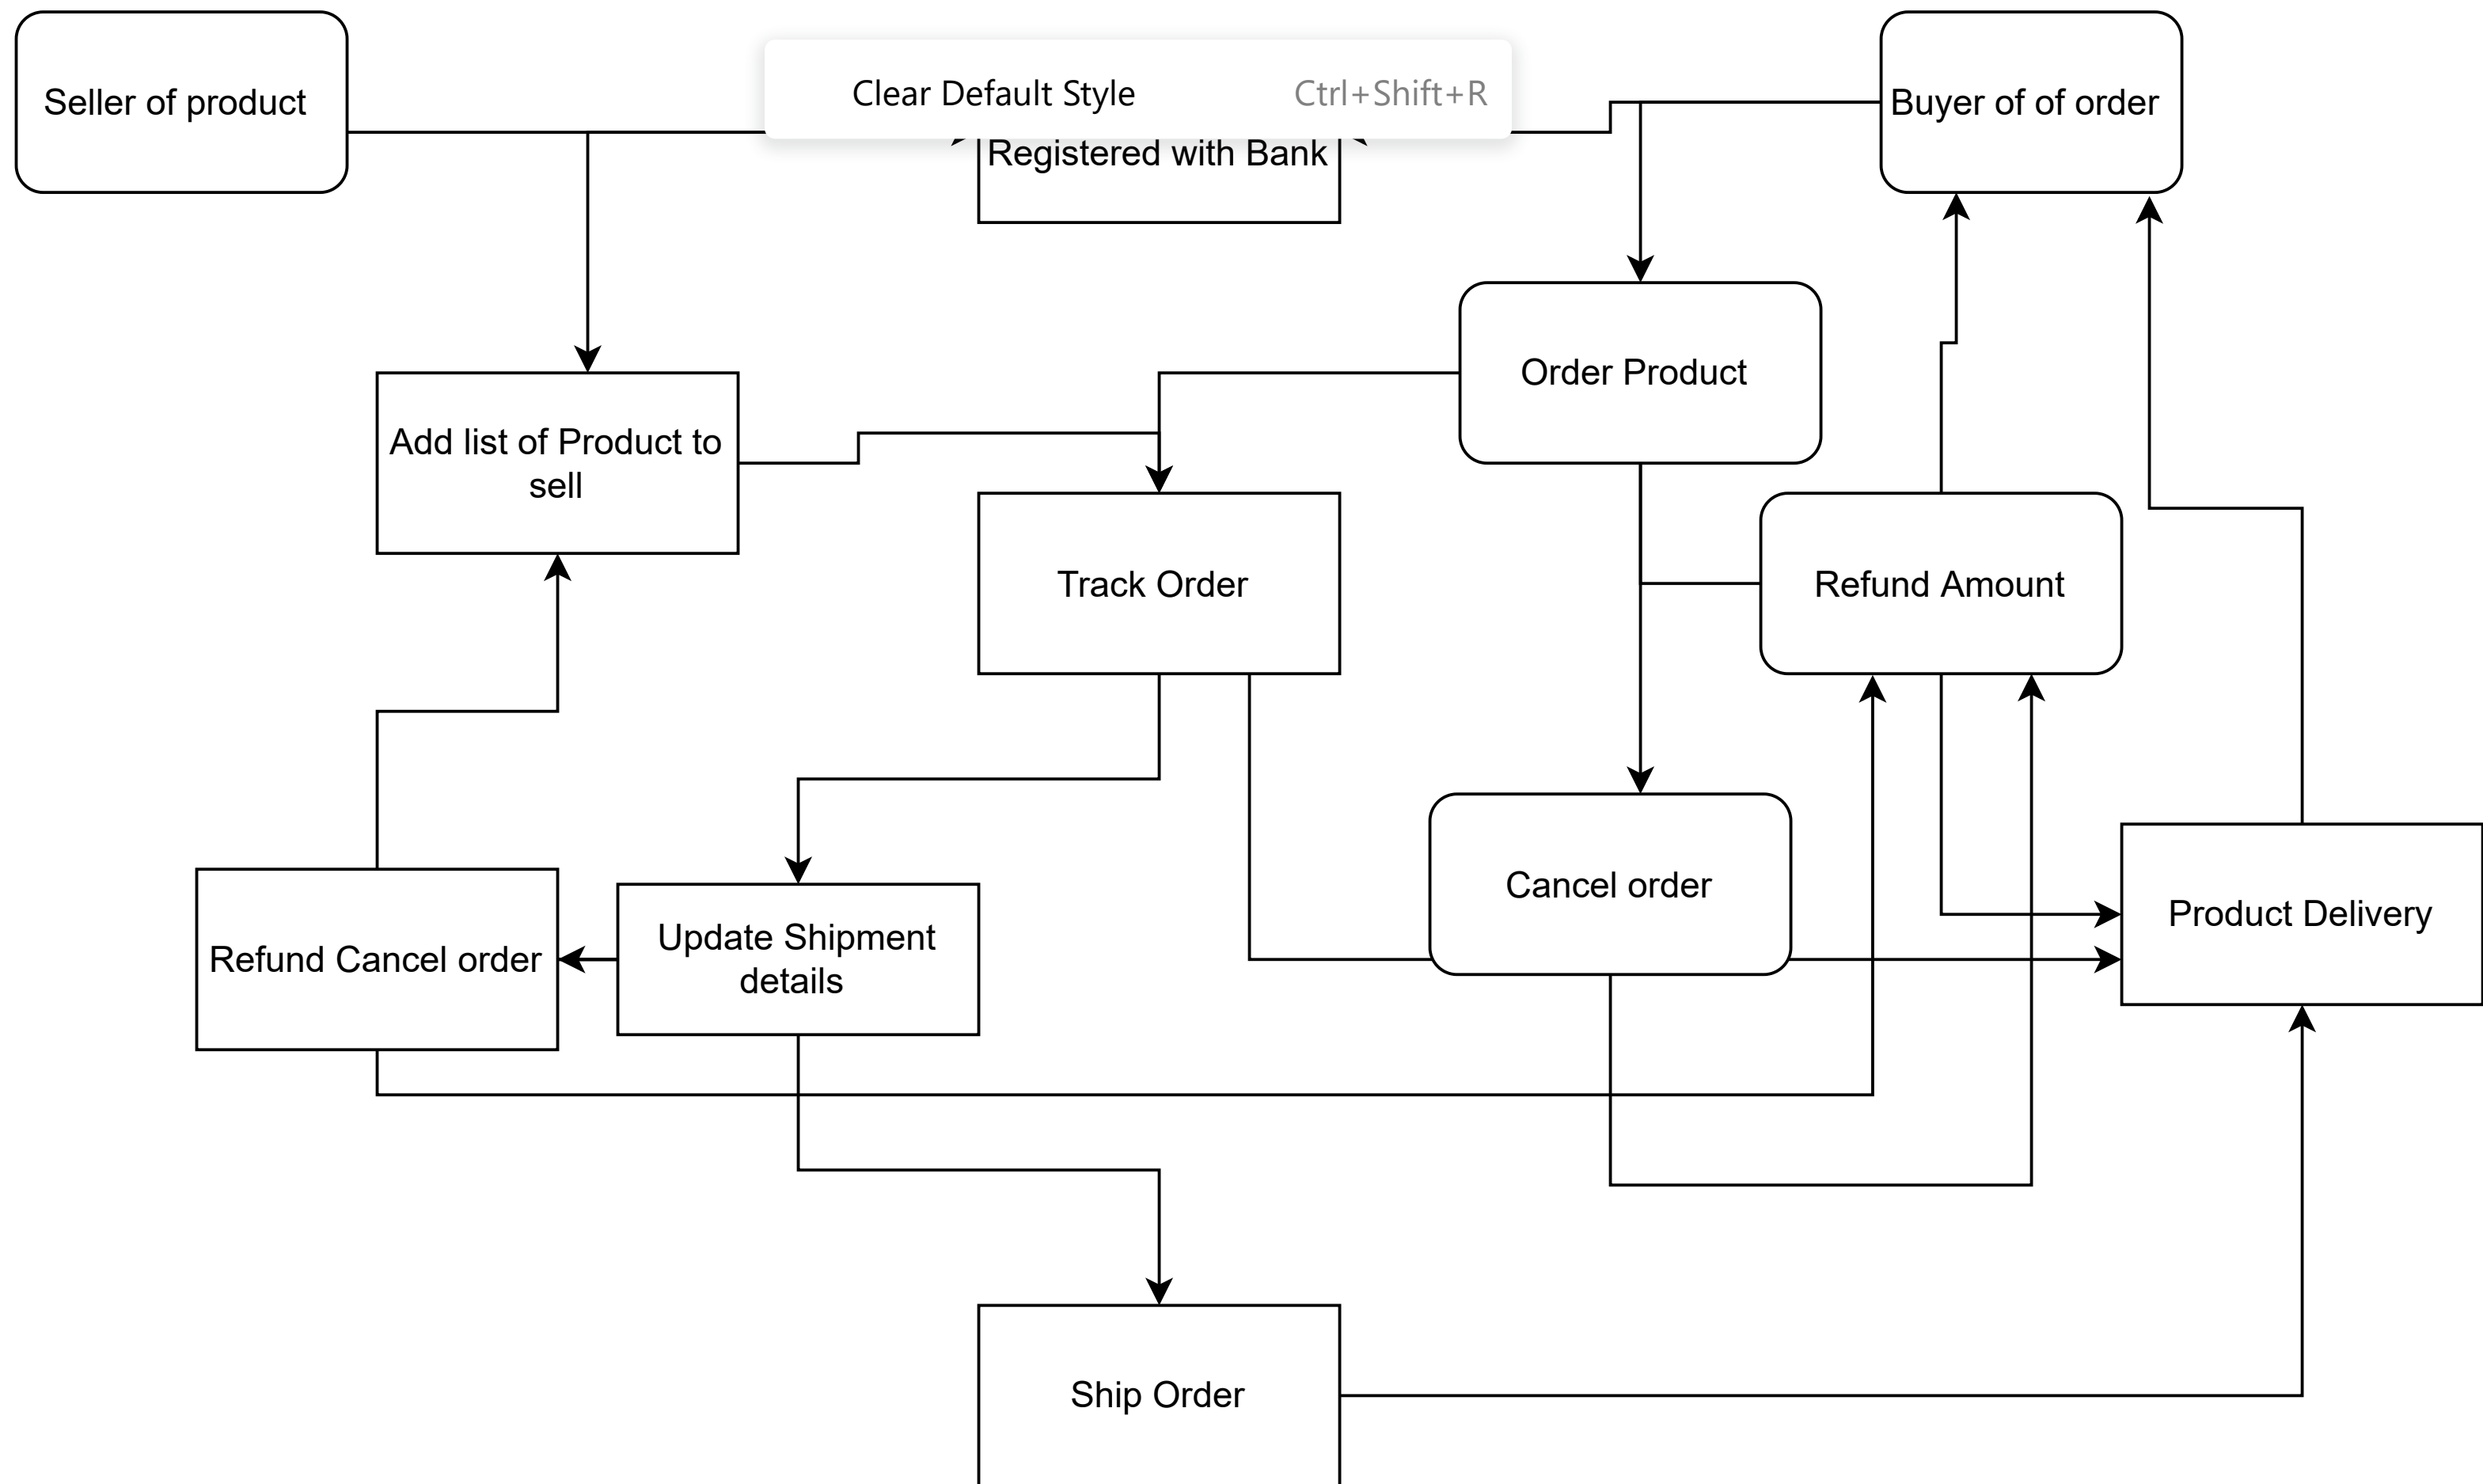 Seller of product
Clear Default Style
Ctrl+Shift+R
Buyer of of order
Registered with Bank
Order Product
Add list of Product to
sell
Track Order
Refund Amount
Cancel order
Product Delivery
Refund Cancel order
Update Shipment
details
Ship Order